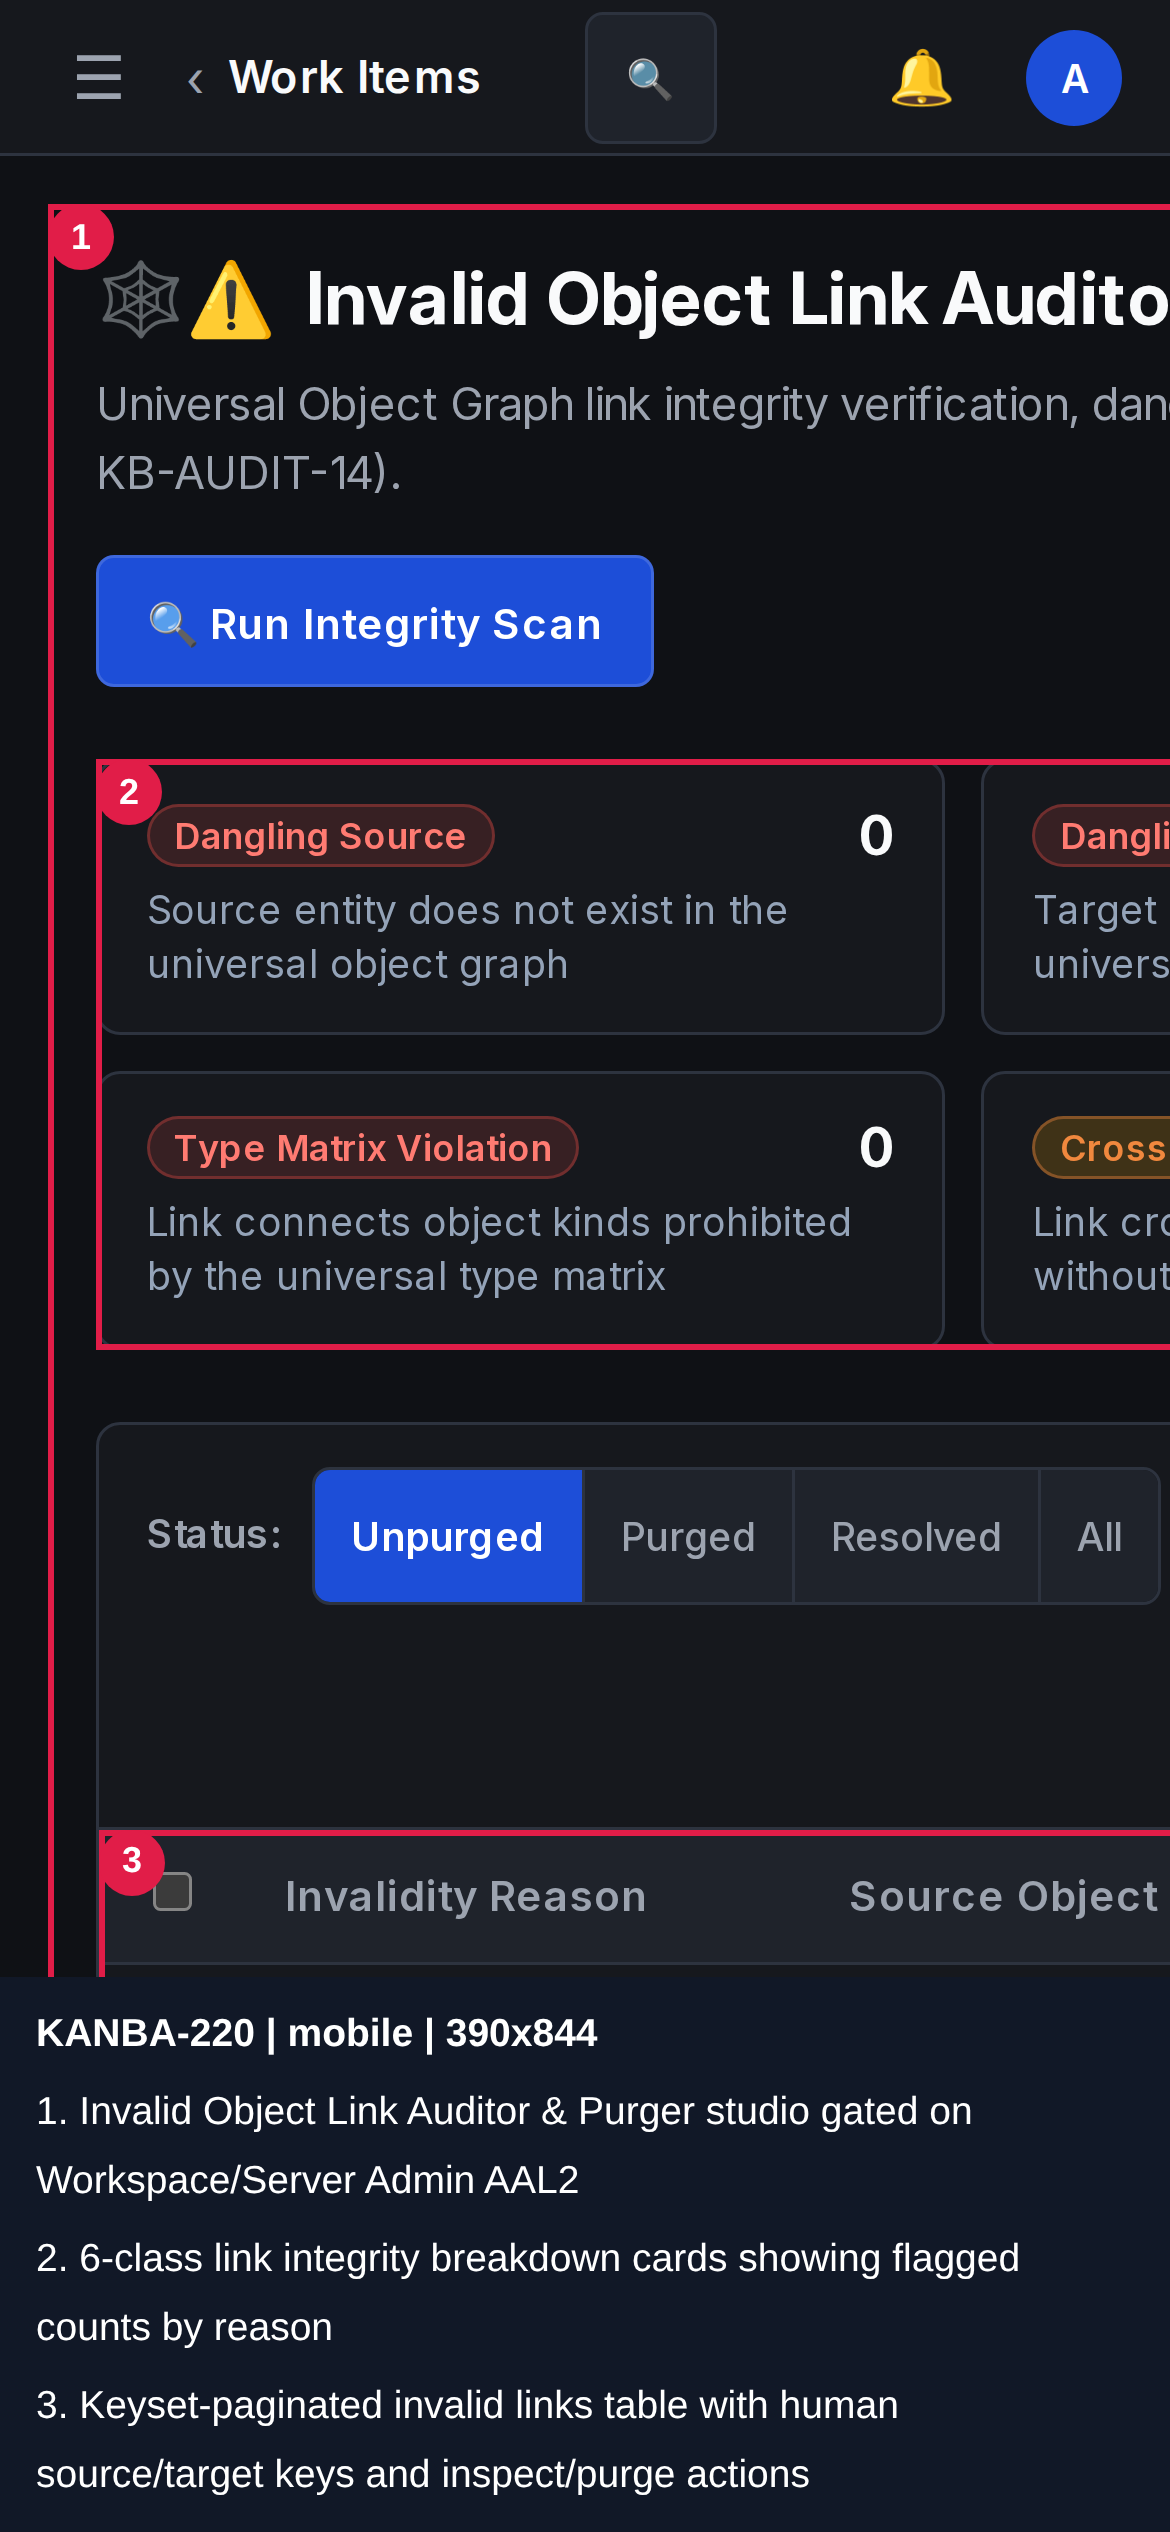 ‹ Work Items
A
1
Invalid Object Link Audito
Universal Object Graph link integrity verification, dan
KB-AUDIT-14).
Run Integrity Scan
2
Dangling Source 0
Dangli
Source entity does not exist in the
universal object graph
Target
univers
Type Matrix Violation 0
Cross
Link connects object kinds prohibited
by the universal type matrix
Link cro
without
Status: Unpurged Purged Resolved All
3
Invalidity Reason Source Object
KANBA-220 | mobile | 390x844
1. Invalid Object Link Auditor & Purger studio gated on
Workspace/Server Admin AAL2
2. 6-class link integrity breakdown cards showing flagged
counts by reason
3. Keyset-paginated invalid links table with human
source/target keys and inspect/purge actions